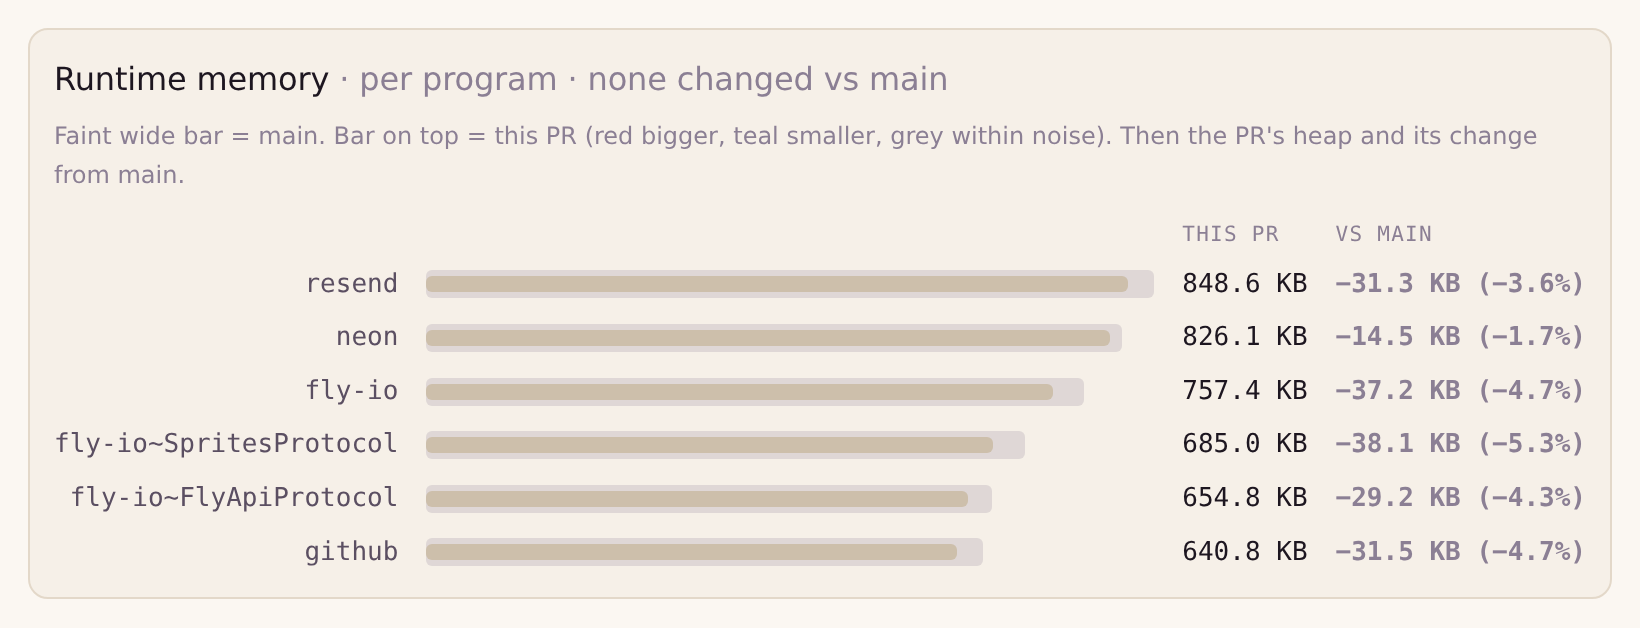 Runtime memory · per program · none changed vs main
Faint wide bar = main. Bar on top = this PR (red bigger, teal smaller, grey within noise). Then the PR's heap and its change
from main.
THIS PR VS MAIN
resend 848.6 KB −31.3 KB (−3.6%)
neon 826.1 KB −14.5 KB (−1.7%)
fly-io 757.4 KB −37.2 KB (−4.7%)
fly-io~SpritesProtocol 685.0 KB −38.1 KB (−5.3%)
fly-io~FlyApiProtocol 654.8 KB −29.2 KB (−4.3%)
github 640.8 KB −31.5 KB (−4.7%)